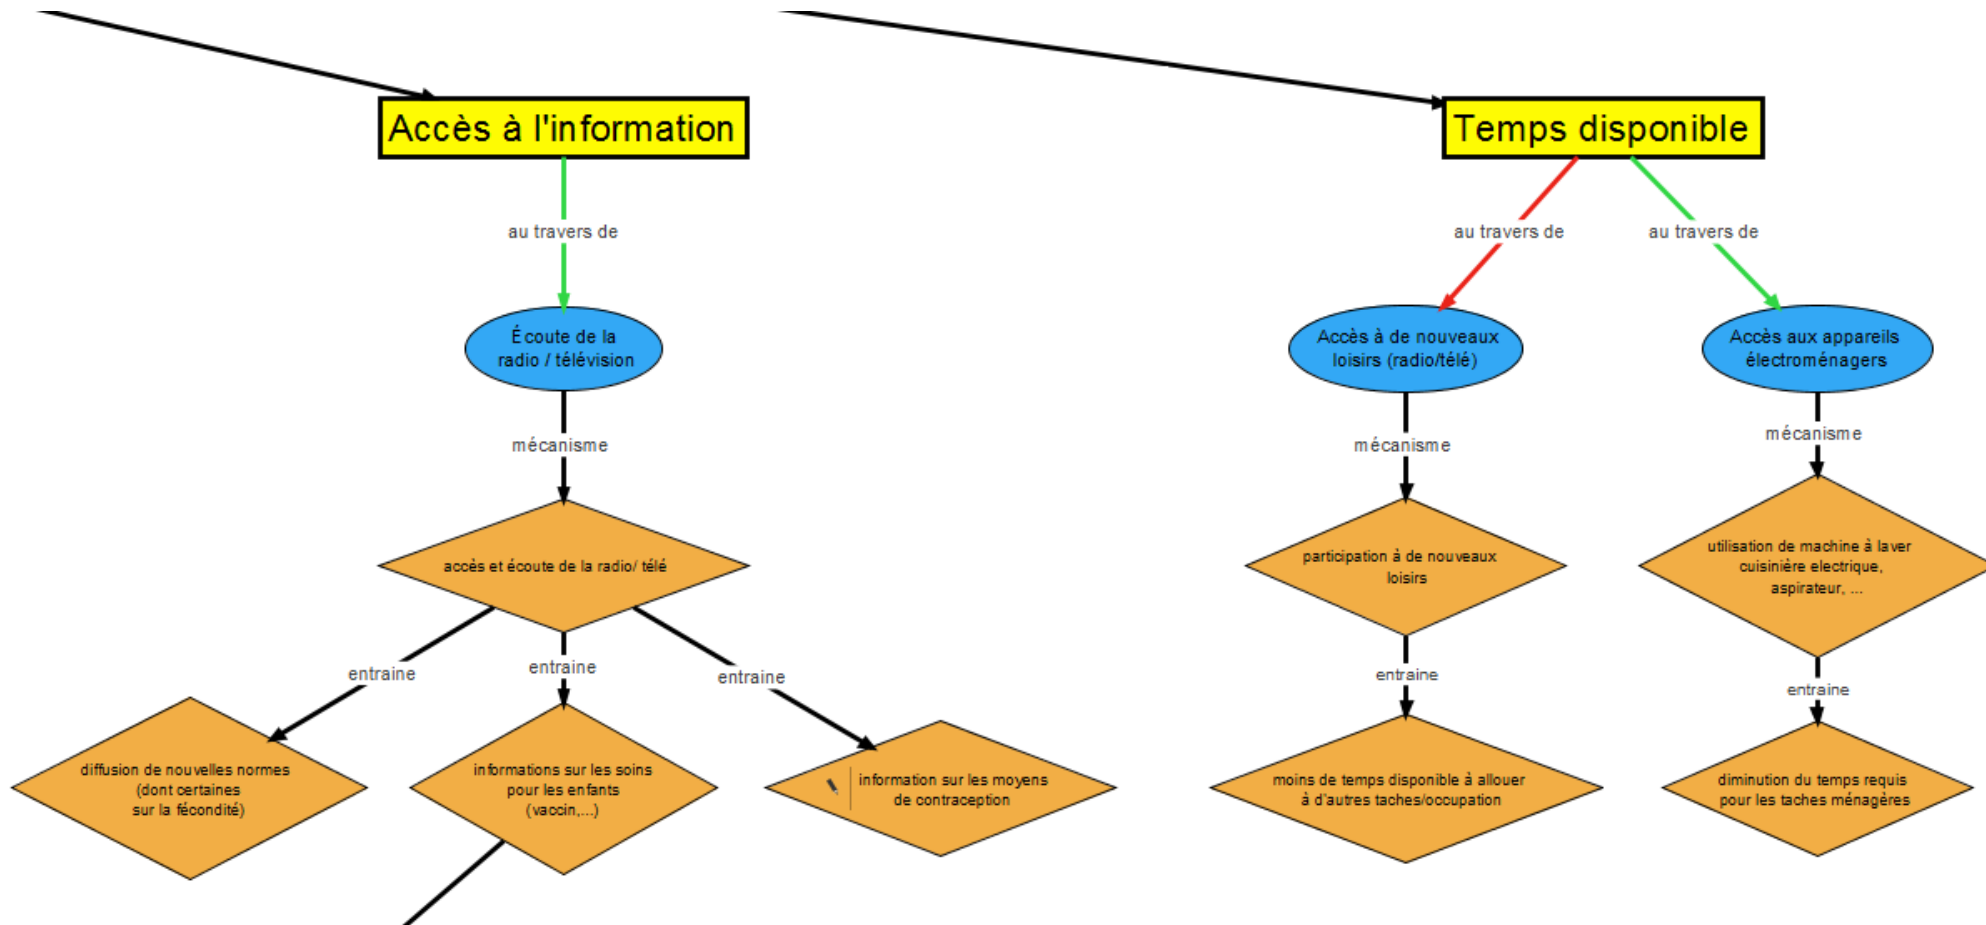 Accès à l'information
Temps disponible
au travers de
au travers de
au travers de
Écoute de la
radio / télévision
Accès à de nouveaux
loisirs (radio/télé)
Accès aux appareils
électroménagers
mécanisme
mécanisme
mécanisme
accès et écoute de la radio/ télé
participation à de nouveaux
loisirs
utilisation de machine à laver
cuisinière electrique,
aspirateur, ...
entraine
entraine
entraine
entraine
entraine
diffusion de nouvelles normes
(dont certaines
sur la fécondité)
informations sur les soins
pour les enfants
(vaccin,...)
information sur les moyens
de contraception
moins de temps disponible à allouer
à d'autres taches/occupation
diminution du temps requis
pour les taches ménagères